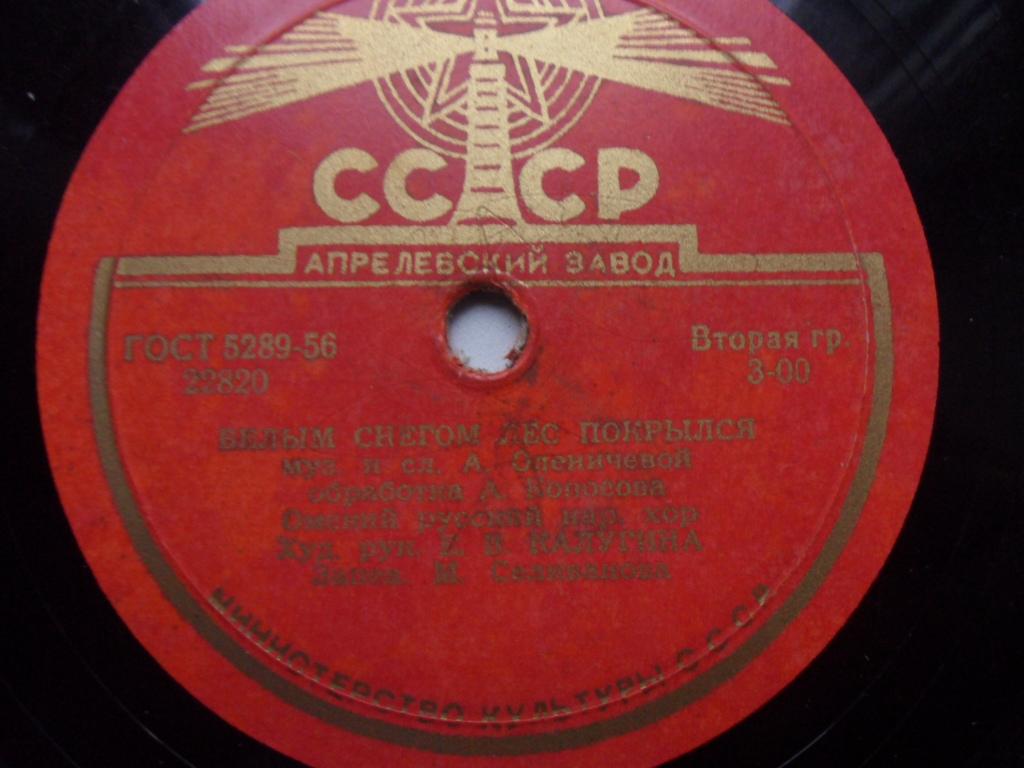 СССР
АПРЕЛЕВСКИЙ ЗАВОД
ГОСТ 5289-56
22820
Вторая гр.
3-00
БЕЛЫМ СНЕГОМ ЛЕС ПОКРЫЛСЯ
муз. и сл. А. Оленичевой
обработка А. Копосова
Омский русский нар. хор
Худ. рук. Е. В. КАЛУГИНА
Запев. М. Селиванова
МИНИСТЕРСТВО КУЛЬТУРЫ СССР